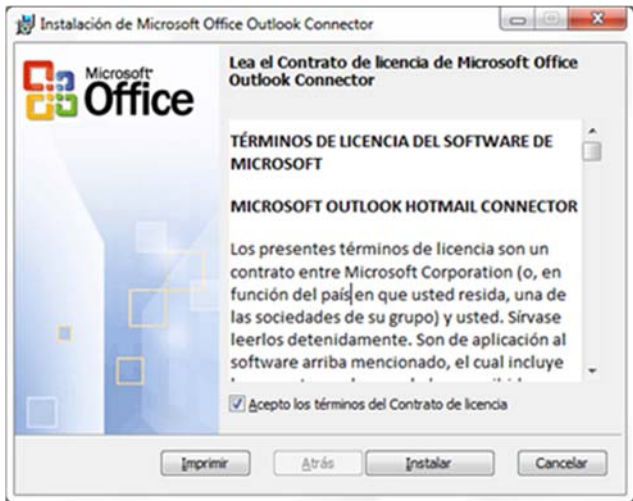 Instalación de Microsoft Office Outlook Connector
Microsoft
Office
Lea el Contrato de licencia de Microsoft Office
Outlook Connector
TÉRMINOS DE LICENCIA DEL SOFTWARE DE
MICROSOFT
MICROSOFT OUTLOOK HOTMAIL CONNECTOR
Los presentes términos de licencia son un
contrato entre Microsoft Corporation (o, en
función del país en que usted resida, una de
las sociedades de su grupo) y usted. Sírvase
leerlos detenidamente. Son de aplicación al
software arriba mencionado, el cual incluye
Acepto los términos del Contrato de licencia
Imprimir
Atrás
Instalar
Cancelar